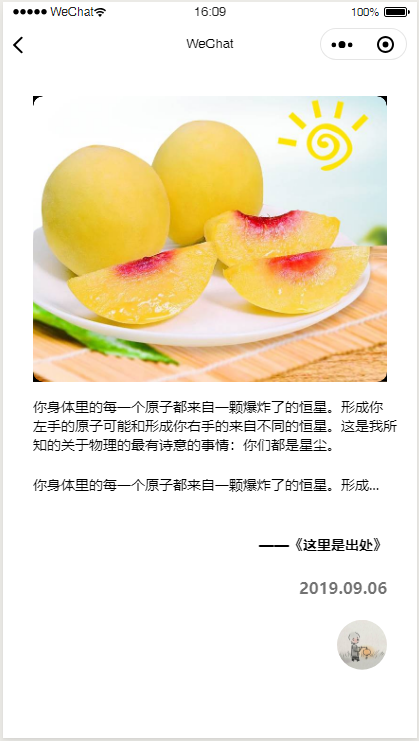 ●●●●● WeChat 16:09 100%
WeChat
你身体里的每一个原子都来自一颗爆炸了的恒星。形成你
左手的原子可能和形成你右手的来自不同的恒星。这是我所
知的关于物理的最有诗意的事情：你们都是星尘。
你身体里的每一个原子都来自一颗爆炸了的恒星。形成...
——《这里是出处》
2019.09.06